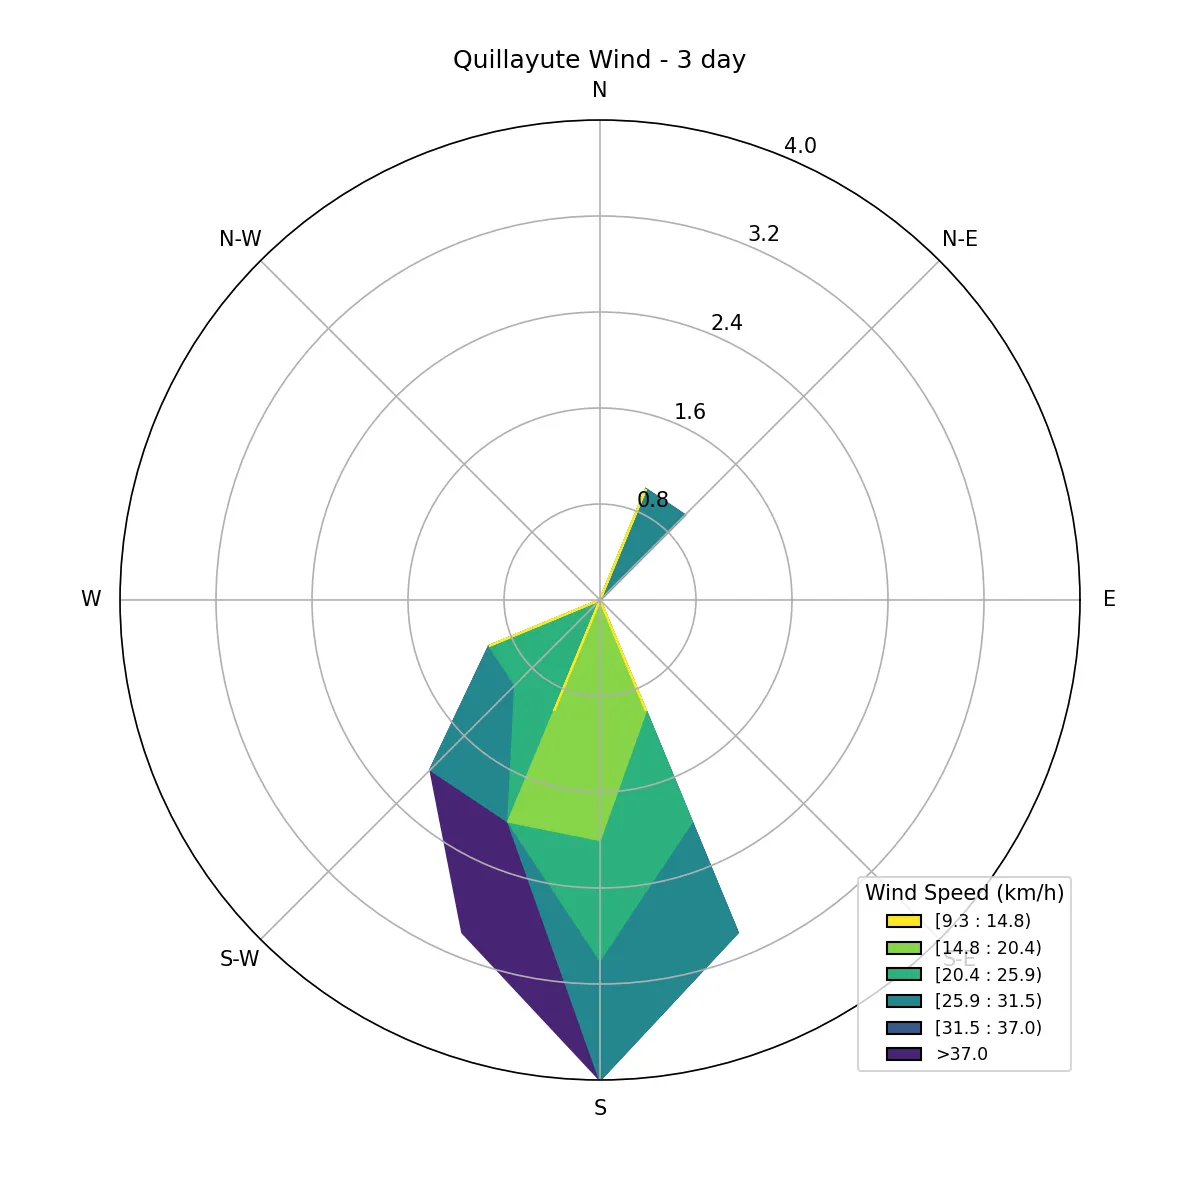 Quillayute Wind - 3 day
N
4.0
N-W
3.2
N-E
2.4
1.6
0.8
W
E
Wind Speed (km/h)
[9.3 : 14.8)
[14.8 : 20.4)
S-W
S-E
[20.4 : 25.9)
[25.9 : 31.5)
[31.5 : 37.0)
>37.0
S